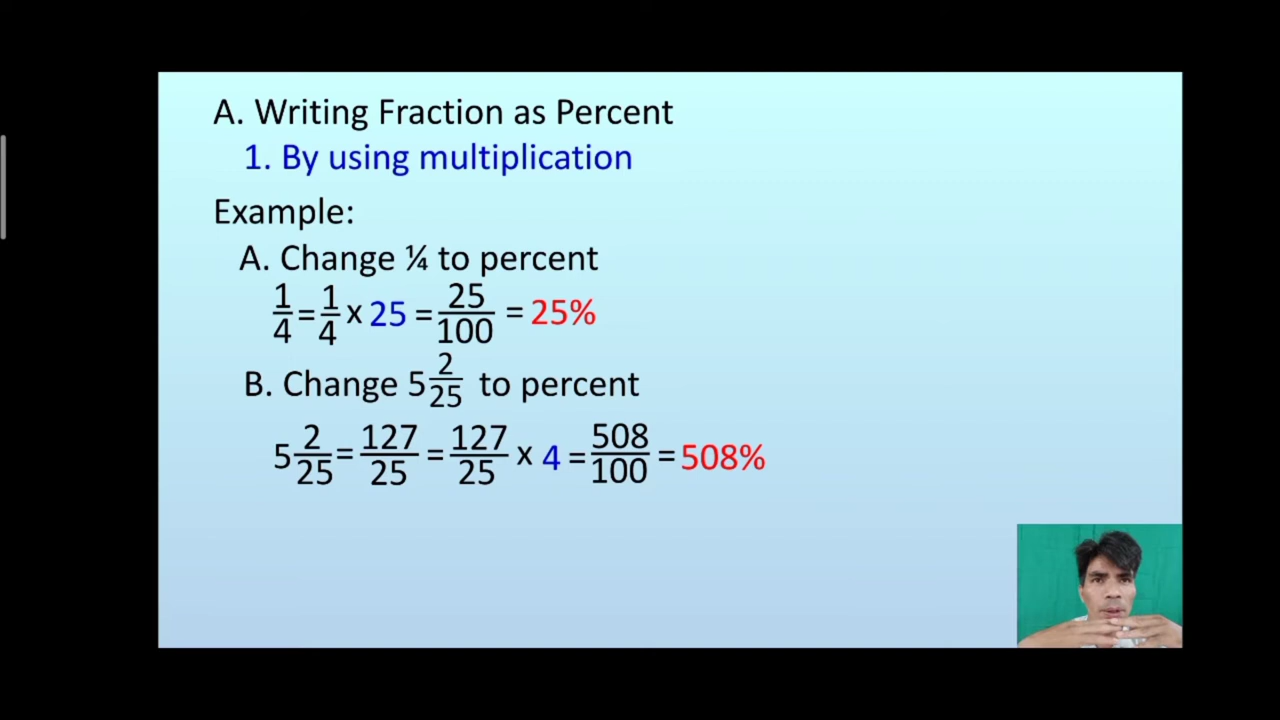 A. Writing Fraction as Percent
1. By using multiplication
Example:
A. Change ¼ to percent
1/4 = 1/4 x 25 = 25/100 = 25%
B. Change 5 2/25 to percent
5 2/25 = 127/25 = 127/25 x 4 = 508/100 = 508%